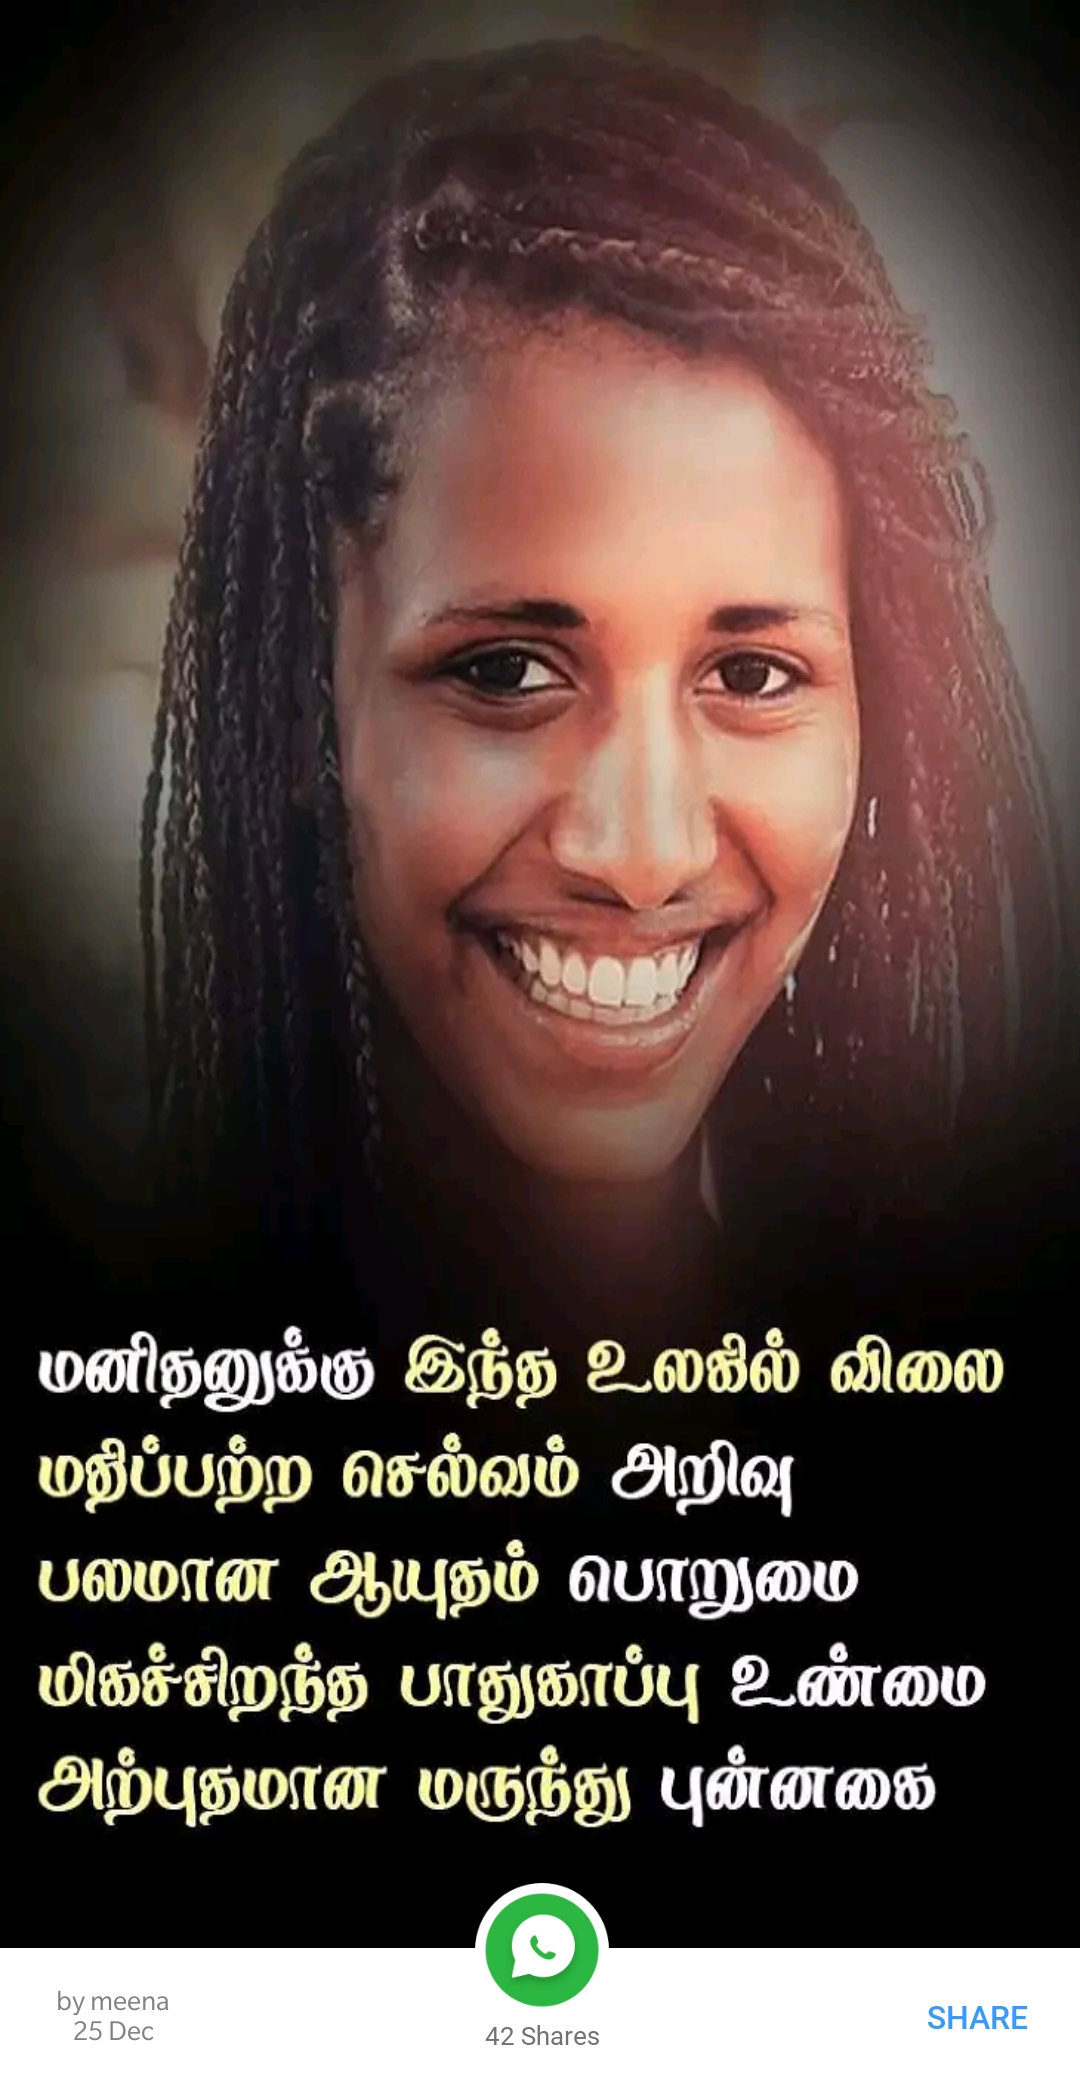 மனிதனுக்கு இந்த உலகில் விலை
மதிப்பற்ற செல்வம் அறிவு
பலமான ஆயுதம் பொறுமை
மிகச்சிறந்த பாதுகாப்பு உண்மை
அற்புதமான மருந்து புன்னகை
by meena
25 Dec
42 Shares
SHARE